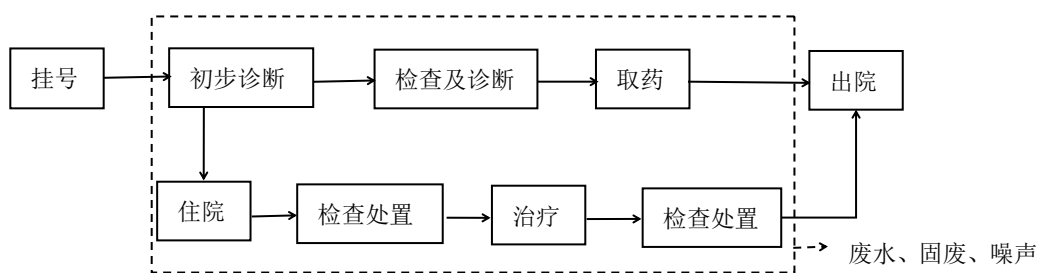 挂号
初步诊断
检查及诊断
取药
出院
住院
检查处置
治疗
检查处置
废水、固废、噪声